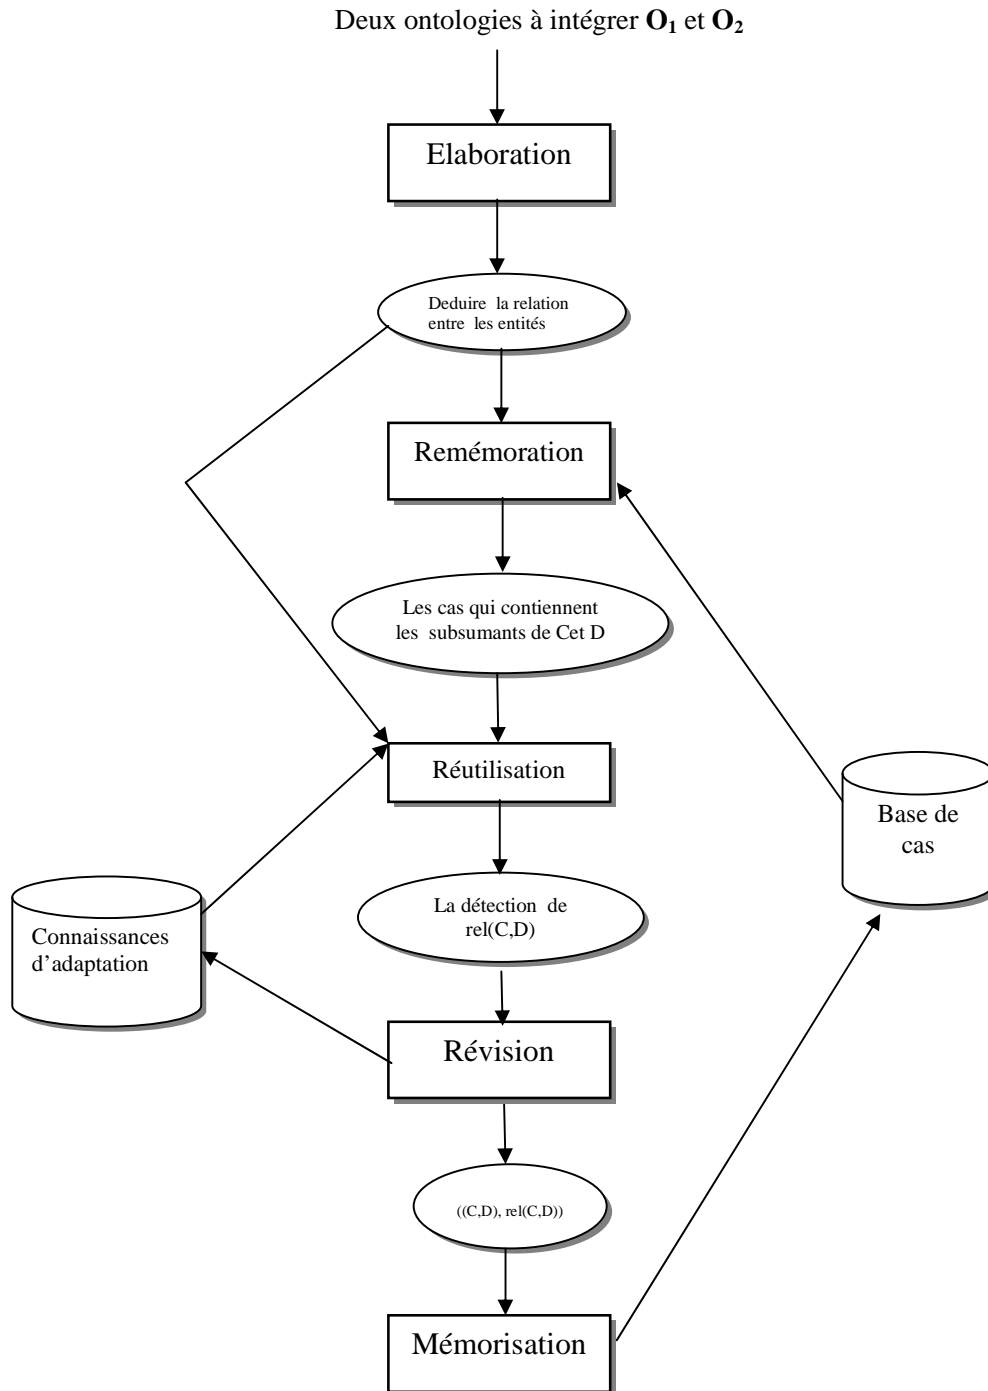 Deux ontologies à intégrer O₁ et O₂
Elaboration
Deduire la relation
entre les entités
Remémoration
Les cas qui contiennent
les subsumants de Cet D
Réutilisation
Base de
cas
La détection de
rel(C,D)
Connaissances
d’adaptation
Révision
((C,D), rel(C,D))
Mémorisation